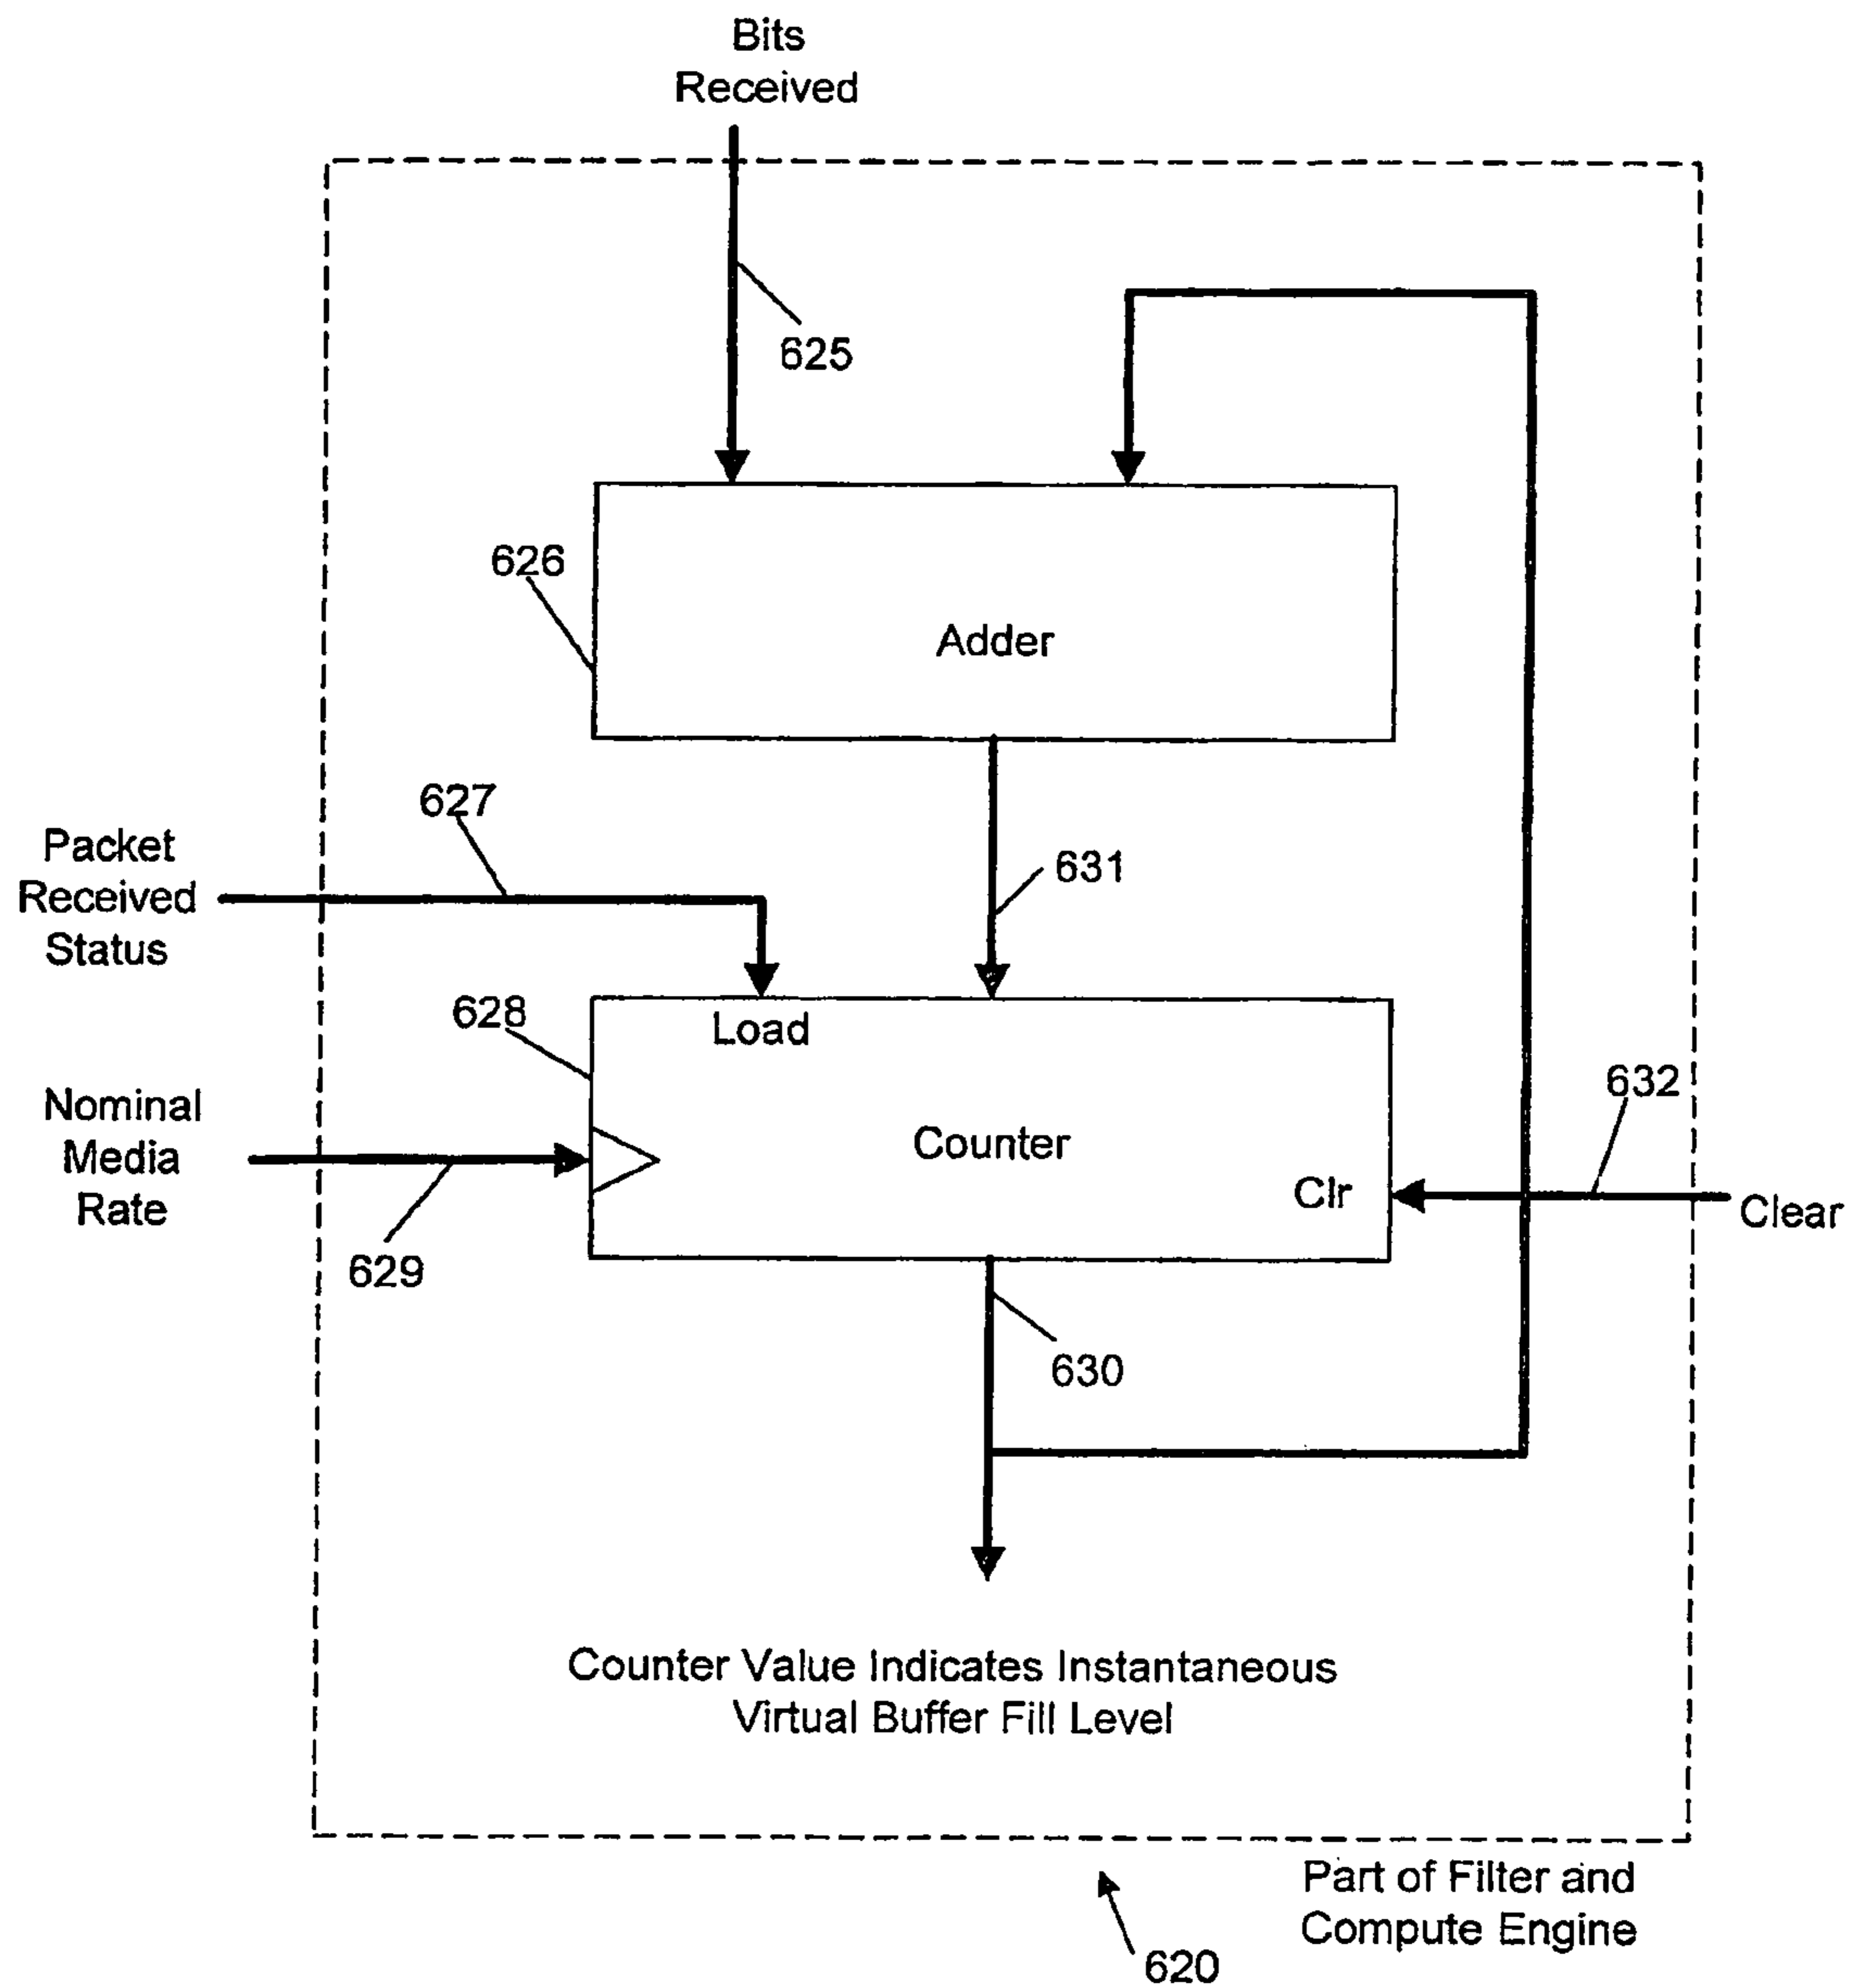 Bits
Received
625
626
Adder
627
Packet
Received
Status
631
628
Load
Nominal
Media
Rate
Counter
632
Clr
Clear
629
630
Counter Value Indicates Instantaneous
Virtual Buffer Fill Level
Part of Filter and
Compute Engine
620